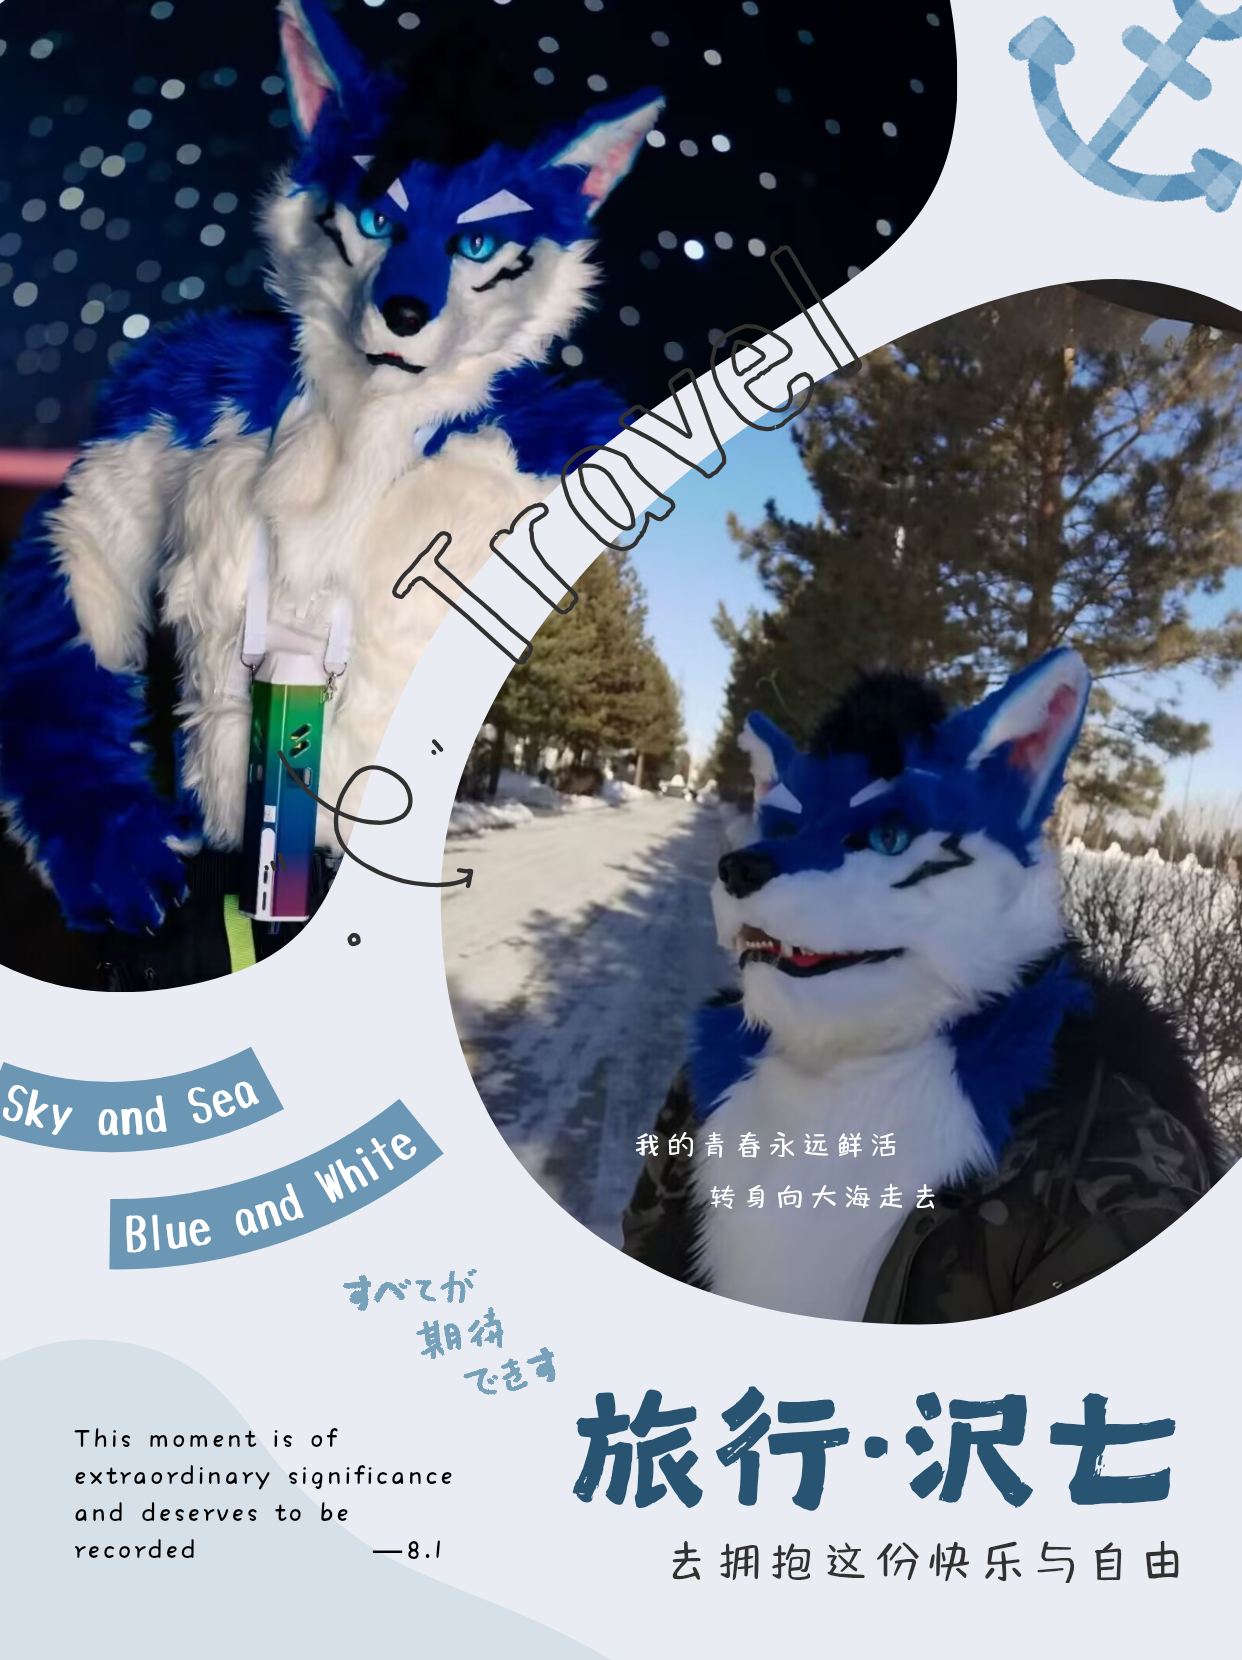 Travel
Sky and Sea
Blue and White
我的青春永远鲜活
转身向大海走去
すべてが
期待
できす
旅行·沢七
去拥抱这份快乐与自由
This moment is of
extraordinary significance
and deserves to be
recorded —8.1